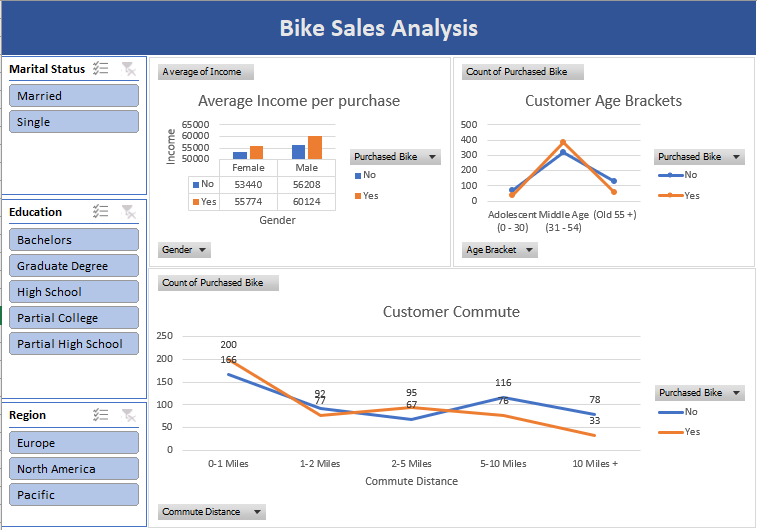 Bike Sales Analysis
Marital Status
Married
Single
Education
Bachelors
Graduate Degree
High School
Partial College
Partial High School
Region
Europe
North America
Pacific
Average of Income
Average Income per purchase
Income
65000
60000
55000
50000
Female Male
No 53440 56208
Yes 55774 60124
Gender
Purchased Bike
No
Yes
Gender
Count of Purchased Bike
Customer Age Brackets
500
400
300
200
100
0
Adolescent Middle Age (Old 55 +)
(0 - 30) (31 - 54)
Purchased Bike
No
Yes
Age Bracket
Count of Purchased Bike
Customer Commute
250
200
150
100
50
0
200
166
92
77
95
67
116
76
78
33
0-1 Miles 1-2 Miles 2-5 Miles 5-10 Miles 10 Miles +
Commute Distance
Purchased Bike
No
Yes
Commute Distance